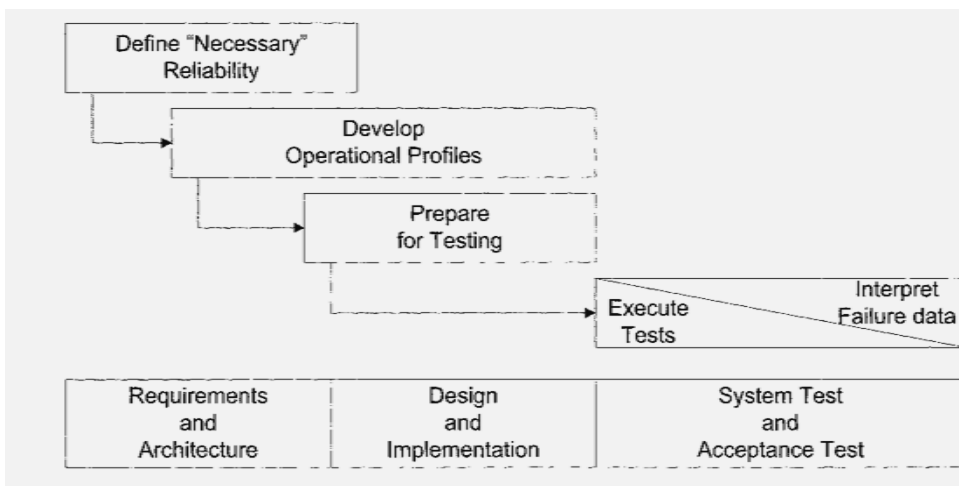 Define “Necessary”
Reliability
Develop
Operational Profiles
Prepare
for Testing
Execute
Tests
Interpret
Failure data
Requirements
and
Architecture
Design
and
Implementation
System Test
and
Acceptance Test